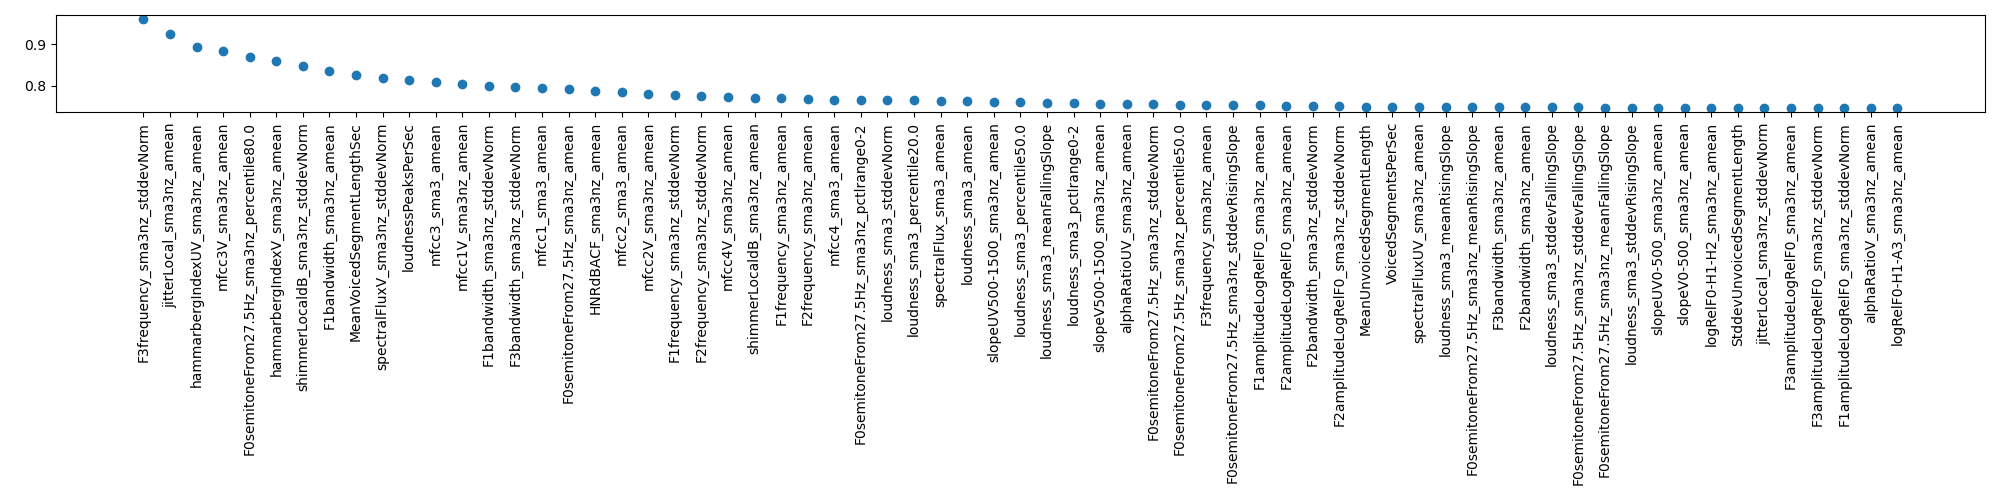 0.9
0.8
F3frequency_sma3nz_stddevNorm
jitterLocal_sma3nz_amean
hammarbergIndexUV_sma3nz_amean
mfcc3V_sma3nz_amean
F0semitoneFrom27.5Hz_sma3nz_percentile80.0
hammarbergIndexV_sma3nz_amean
shimmerLocaldB_sma3nz_stddevNorm
F1bandwidth_sma3nz_amean
MeanVoicedSegmentLengthSec
spectralFluxV_sma3nz_stddevNorm
loudnessPeaksPerSec
mfcc3_sma3_amean
mfcc1V_sma3nz_amean
F1bandwidth_sma3nz_stddevNorm
F3bandwidth_sma3nz_stddevNorm
mfcc1_sma3_amean
F0semitoneFrom27.5Hz_sma3nz_amean
HNRdBACF_sma3nz_amean
mfcc2_sma3_amean
mfcc2V_sma3nz_amean
F1frequency_sma3nz_stddevNorm
F2frequency_sma3nz_stddevNorm
mfcc4V_sma3nz_amean
shimmerLocaldB_sma3nz_amean
F1frequency_sma3nz_amean
F2frequency_sma3nz_amean
mfcc4_sma3_amean
F0semitoneFrom27.5Hz_sma3nz_pctlrange0-2
loudness_sma3_stddevNorm
loudness_sma3_percentile20.0
spectralFlux_sma3_amean
loudness_sma3_amean
slopeUV500-1500_sma3nz_amean
loudness_sma3_percentile50.0
loudness_sma3_meanFallingSlope
loudness_sma3_pctlrange0-2
slopeV500-1500_sma3nz_amean
alphaRatioUV_sma3nz_amean
F0semitoneFrom27.5Hz_sma3nz_stddevNorm
F0semitoneFrom27.5Hz_sma3nz_percentile50.0
F3frequency_sma3nz_amean
F0semitoneFrom27.5Hz_sma3nz_stddevRisingSlope
F1amplitudeLogRelF0_sma3nz_amean
F2amplitudeLogRelF0_sma3nz_amean
F2bandwidth_sma3nz_stddevNorm
F2amplitudeLogRelF0_sma3nz_stddevNorm
MeanUnvoicedSegmentLength
VoicedSegmentsPerSec
spectralFluxUV_sma3nz_amean
loudness_sma3_meanRisingSlope
F0semitoneFrom27.5Hz_sma3nz_meanRisingSlope
F3bandwidth_sma3nz_amean
F2bandwidth_sma3nz_amean
loudness_sma3_stddevFallingSlope
F0semitoneFrom27.5Hz_sma3nz_stddevFallingSlope
F0semitoneFrom27.5Hz_sma3nz_meanFallingSlope
loudness_sma3_stddevRisingSlope
slopeUV0-500_sma3nz_amean
slopeV0-500_sma3nz_amean
logRelF0-H1-H2_sma3nz_amean
StddevUnvoicedSegmentLength
jitterLocal_sma3nz_stddevNorm
F3amplitudeLogRelF0_sma3nz_amean
F3amplitudeLogRelF0_sma3nz_stddevNorm
F1amplitudeLogRelF0_sma3nz_stddevNorm
alphaRatioV_sma3nz_amean
logRelF0-H1-A3_sma3nz_amean